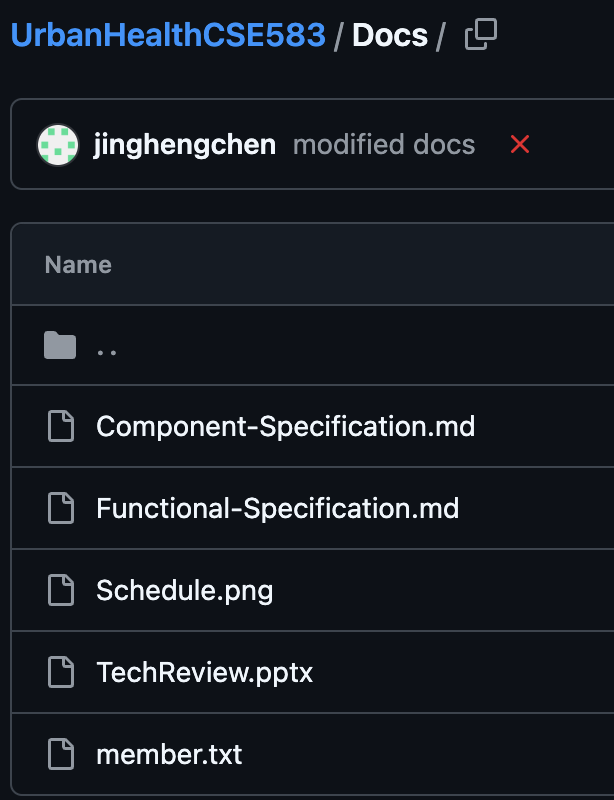 UrbanHealthCSE583 / Docs /
jinghengchen modified docs
Name
..
Component-Specification.md
Functional-Specification.md
Schedule.png
TechReview.pptx
member.txt